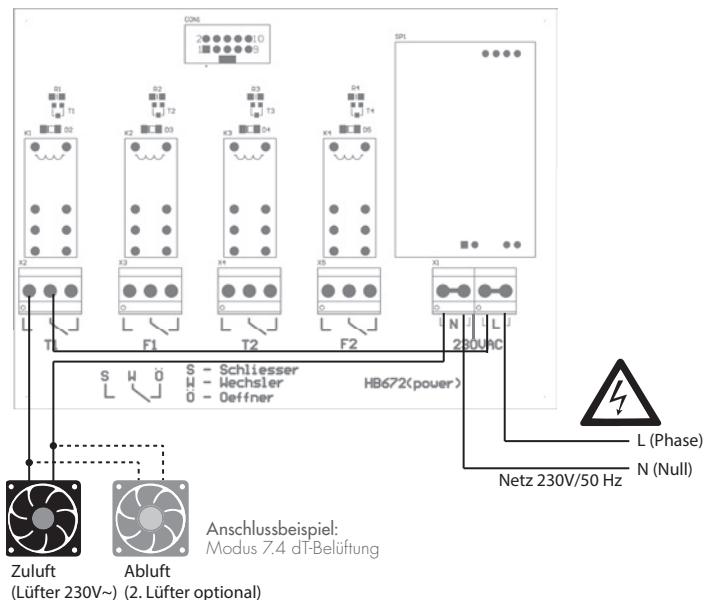 CON1
2 10
1 9
SP1
R1 R2 R3 R4
T1 T2 T3 T4
D2 D3 D4 D5
K1 K2 K3 K4
X2 X3 X4 X5 X1
N L
T1 F1 T2 F2 230VAC
S W Ö
S - Schliesser
W - Wechsler
Ö - Oeffner
HB672(power)
L (Phase)
N (Null)
Netz 230V/50 Hz
Anschlussbeispiel:
Modus 7.4 dT-Belüftung
Zuluft Abluft
(Lüfter 230V~) (2. Lüfter optional)